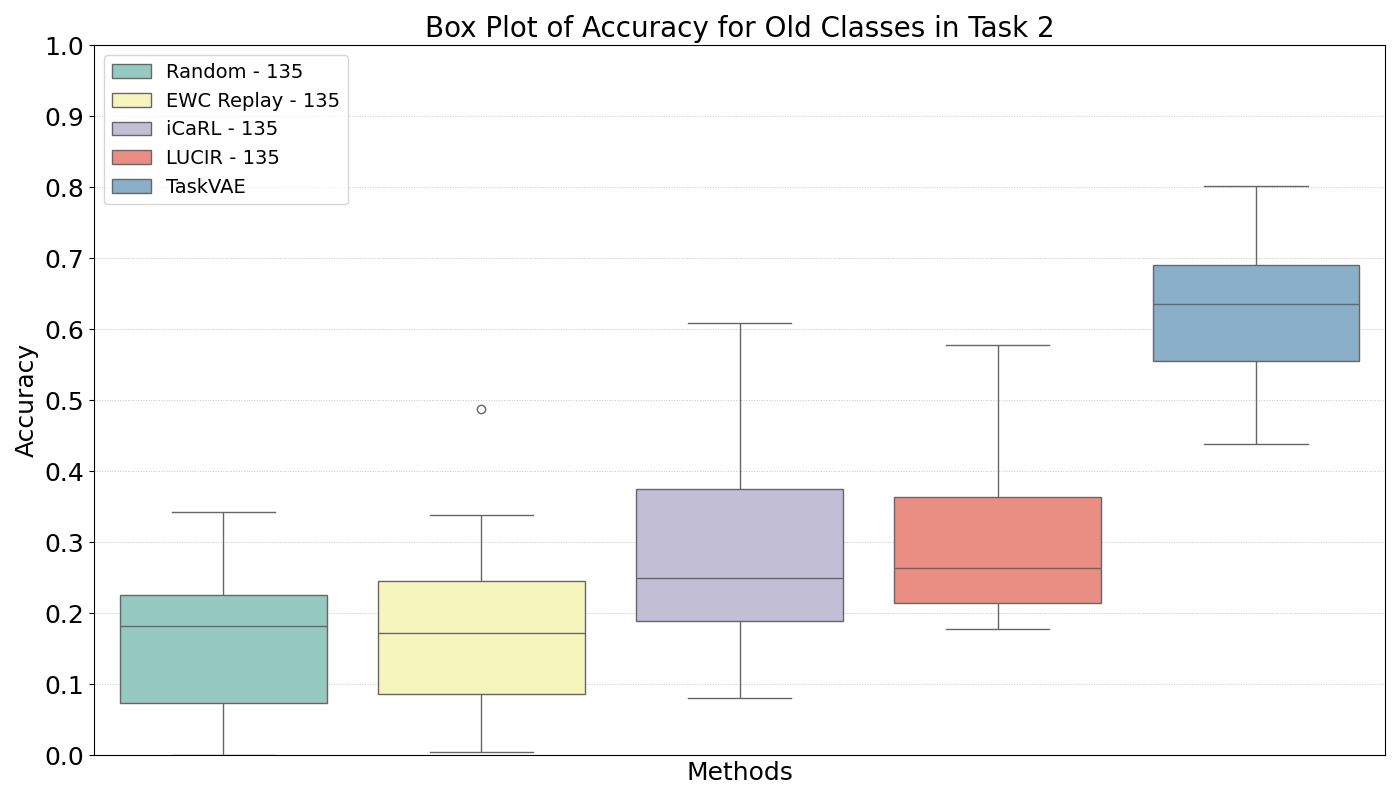 Box Plot of Accuracy for Old Classes in Task 2
1.0
0.9
0.8
0.7
0.6
0.5
0.4
0.3
0.2
0.1
0.0
Accuracy
Random - 135
EWC Replay - 135
iCaRL - 135
LUCIR - 135
TaskVAE
Methods